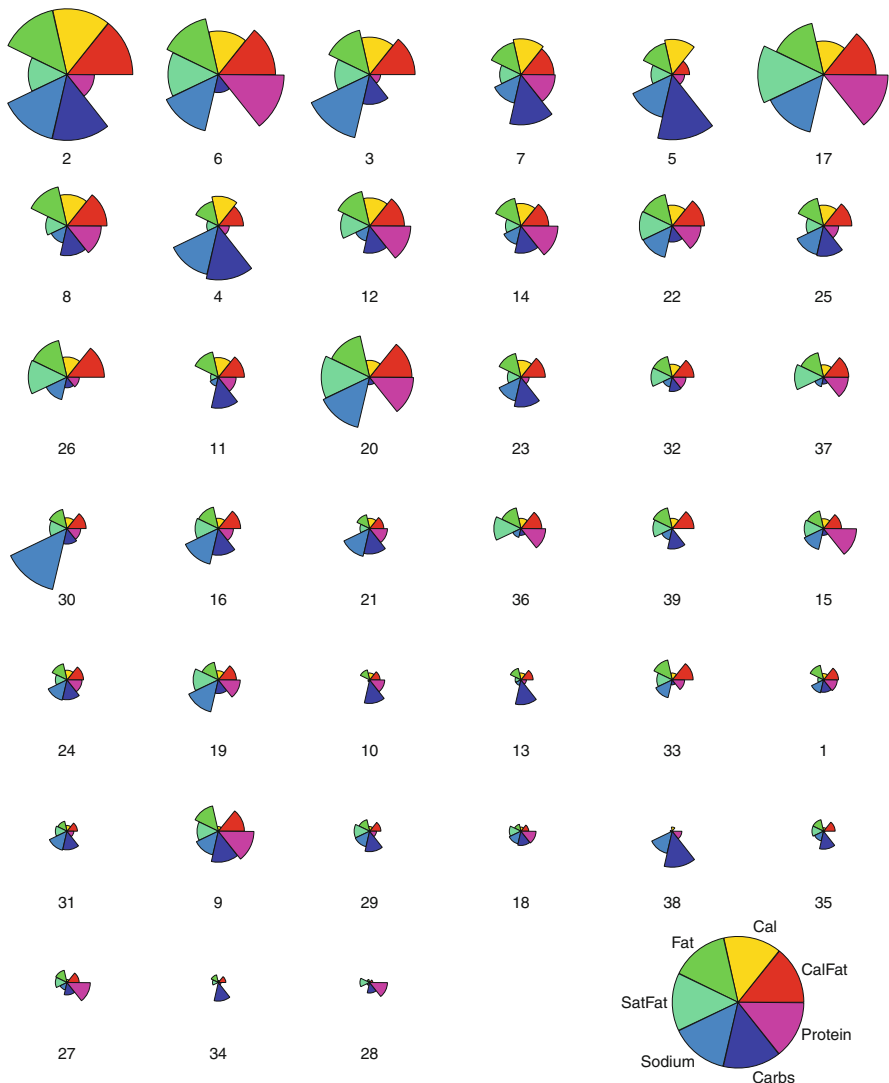 2 6 3 7 5 17
8 4 12 14 22 25
26 11 20 23 32 37
30 16 21 36 39 15
24 19 10 13 33 1
31 9 29 18 38 35
Cal
Fat
CalFat
SatFat
Protein
Sodium
Carbs
27 34 28